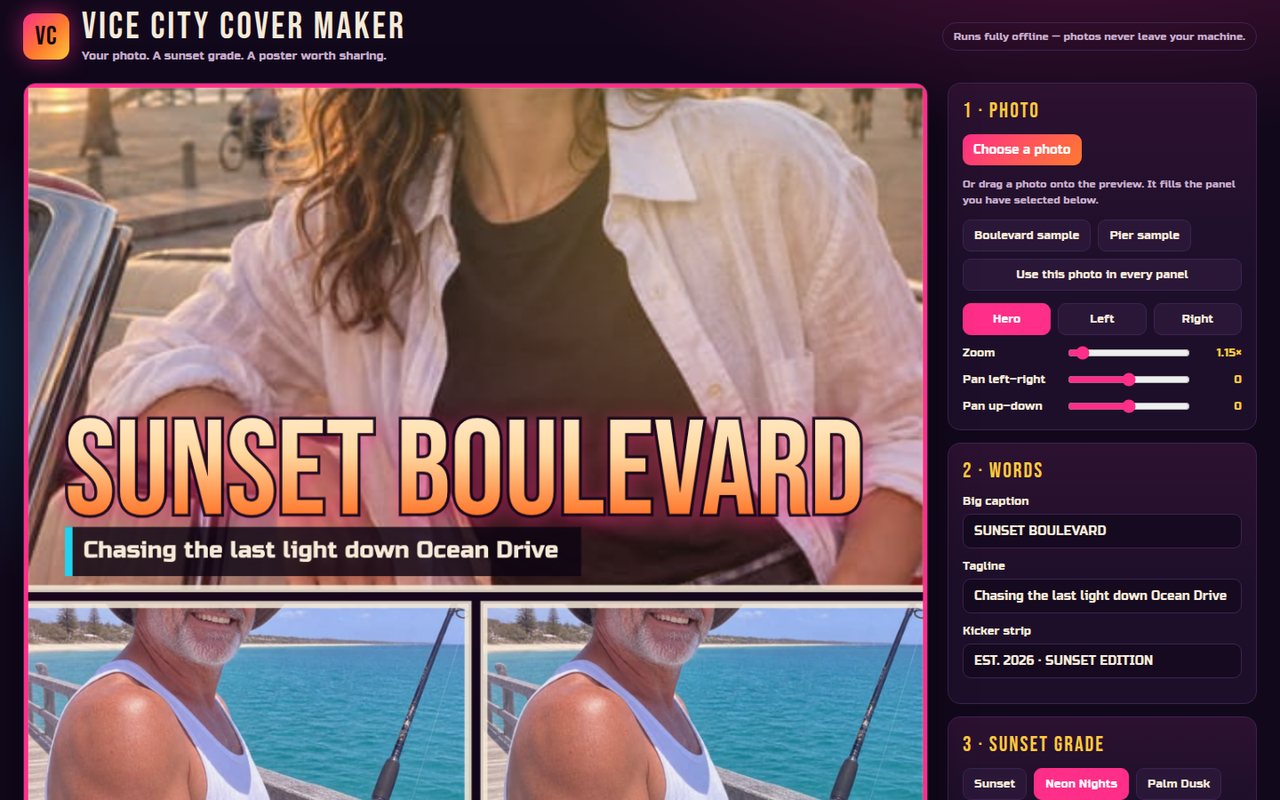 VC
VICE CITY COVER MAKER
Your photo. A sunset grade. A poster worth sharing.
Runs fully offline — photos never leave your machine.
SUNSET BOULEVARD
Chasing the last light down Ocean Drive
1 · PHOTO
Choose a photo
Or drag a photo onto the preview. It fills the panel
you have selected below.
Boulevard sample
Pier sample
Use this photo in every panel
Hero
Left
Right
Zoom
1.15×
Pan left-right
0
Pan up-down
0
2 · WORDS
Big caption
SUNSET BOULEVARD
Tagline
Chasing the last light down Ocean Drive
Kicker strip
EST. 2026 · SUNSET EDITION
3 · SUNSET GRADE
Sunset
Neon Nights
Palm Dusk